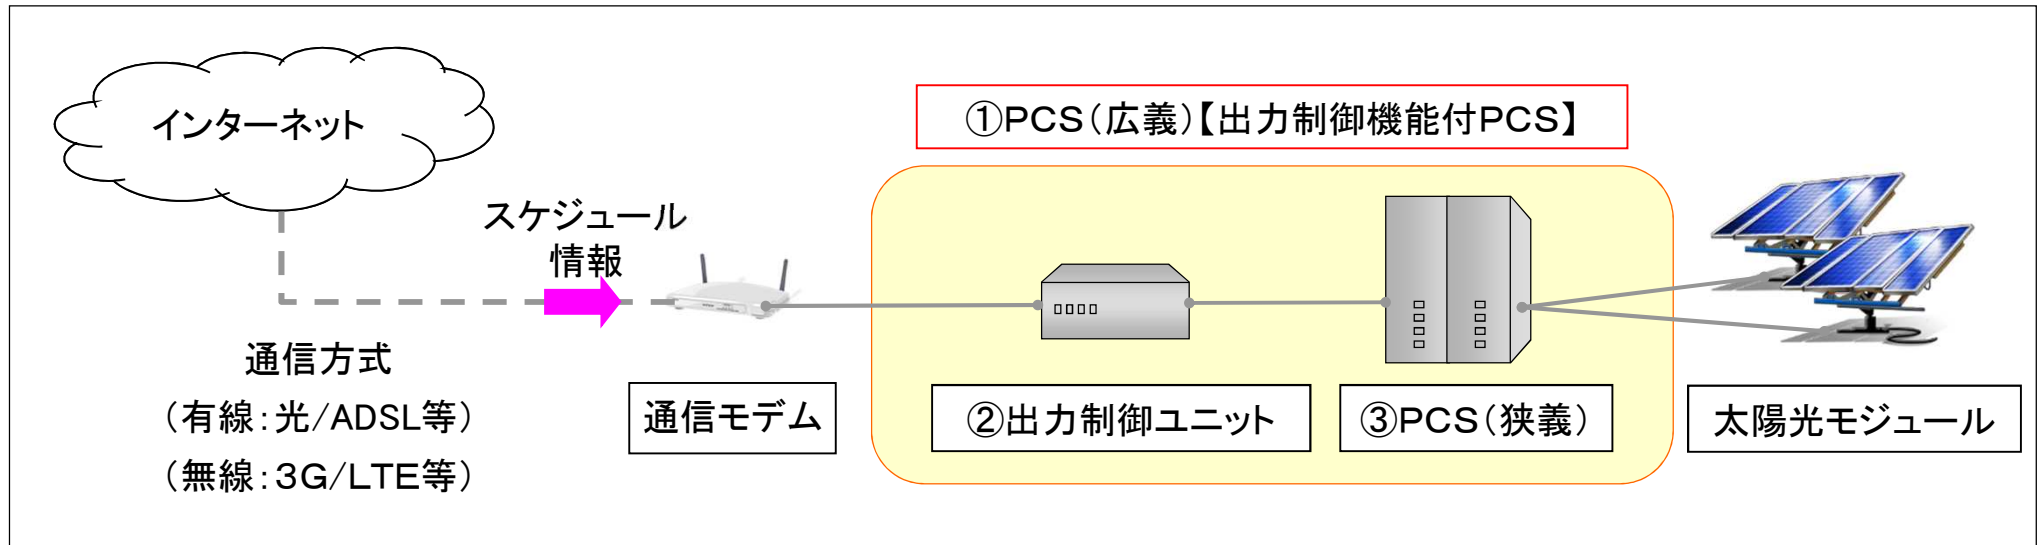 インターネット
①PCS（広義）【出力制御機能付PCS】
スケジュール
情報
通信方式
（有線：光/ADSL等）
（無線：３G/LTE等）
通信モデム
②出力制御ユニット
③PCS（狭義）
太陽光モジュール